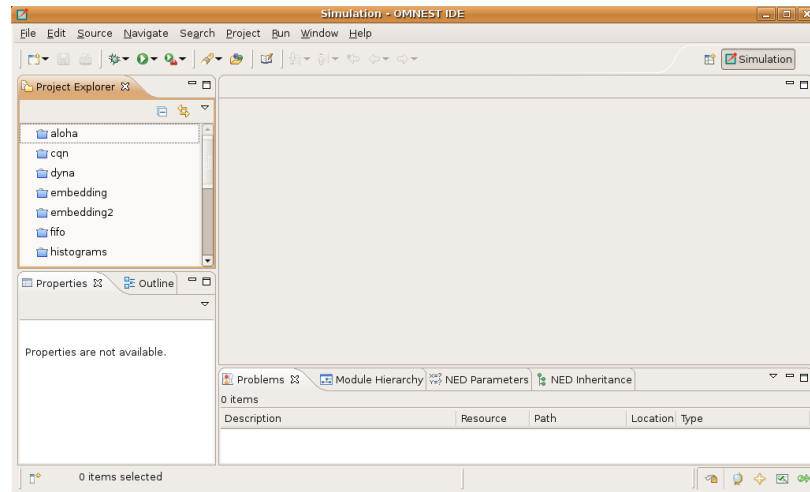 Simulation - OMNEST IDE
File Edit Source Navigate Search Project Run Window Help
Simulation
Project Explorer
aloha
cqn
dyna
embedding
embedding2
fifo
histograms
Properties Outline
Properties are not available.
Problems Module Hierarchy NED Parameters NED Inheritance
0 items
Description Resource Path Location Type
0 items selected